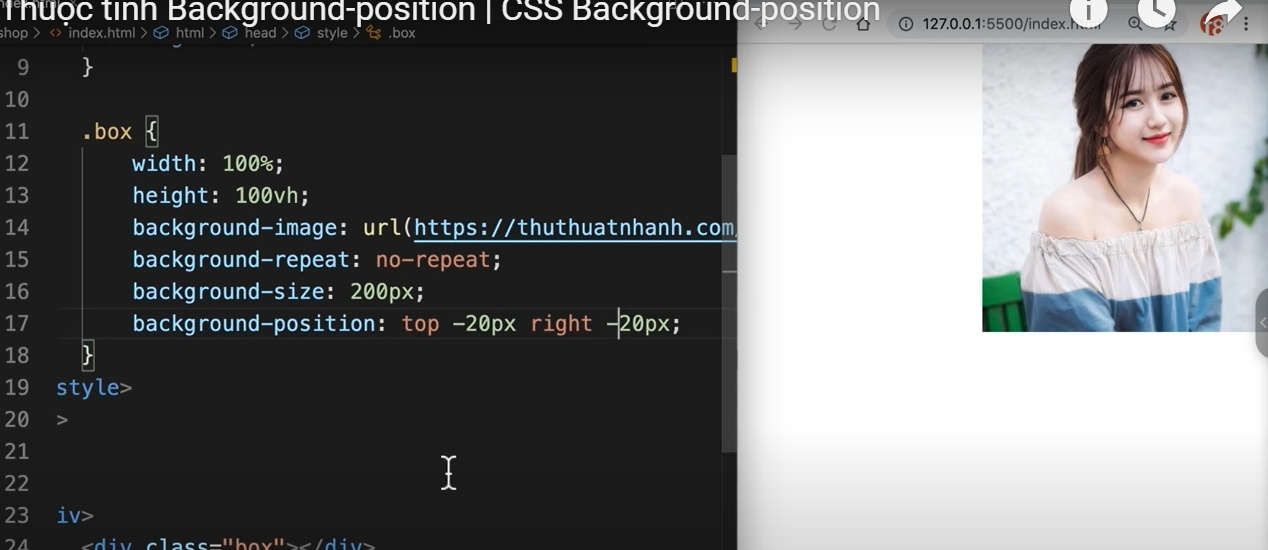 Thuộc tính Background-position | CSS Background-position
shop > index.html > html > head > style > .box
127.0.0.1:5500/index.html
9 }
10
11 .box {
12 width: 100%;
13 height: 100vh;
14 background-image: url(https://thuthuatnhanh.com/
15 background-repeat: no-repeat;
16 background-size: 200px;
17 background-position: top -20px right -20px;
18 }
19 style>
20 >
21
22
23 iv>
24 <div class="box"></div>